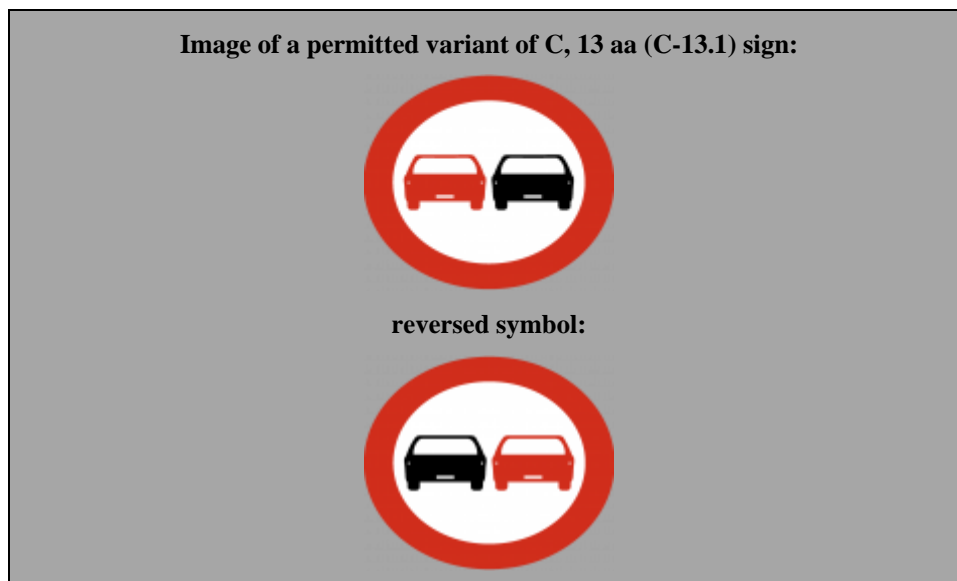 Image of a permitted variant of C, 13 aa (C-13.1) sign:
reversed symbol: